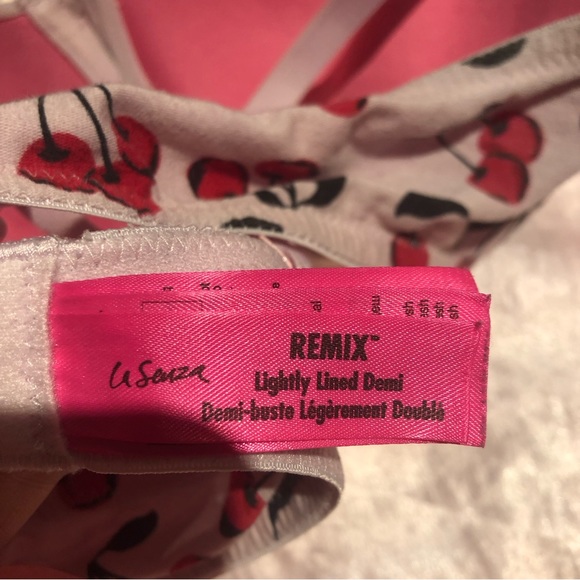 la Senza
REMIX™
Lightly Lined Demi
Demi-buste Légèrement Doublé